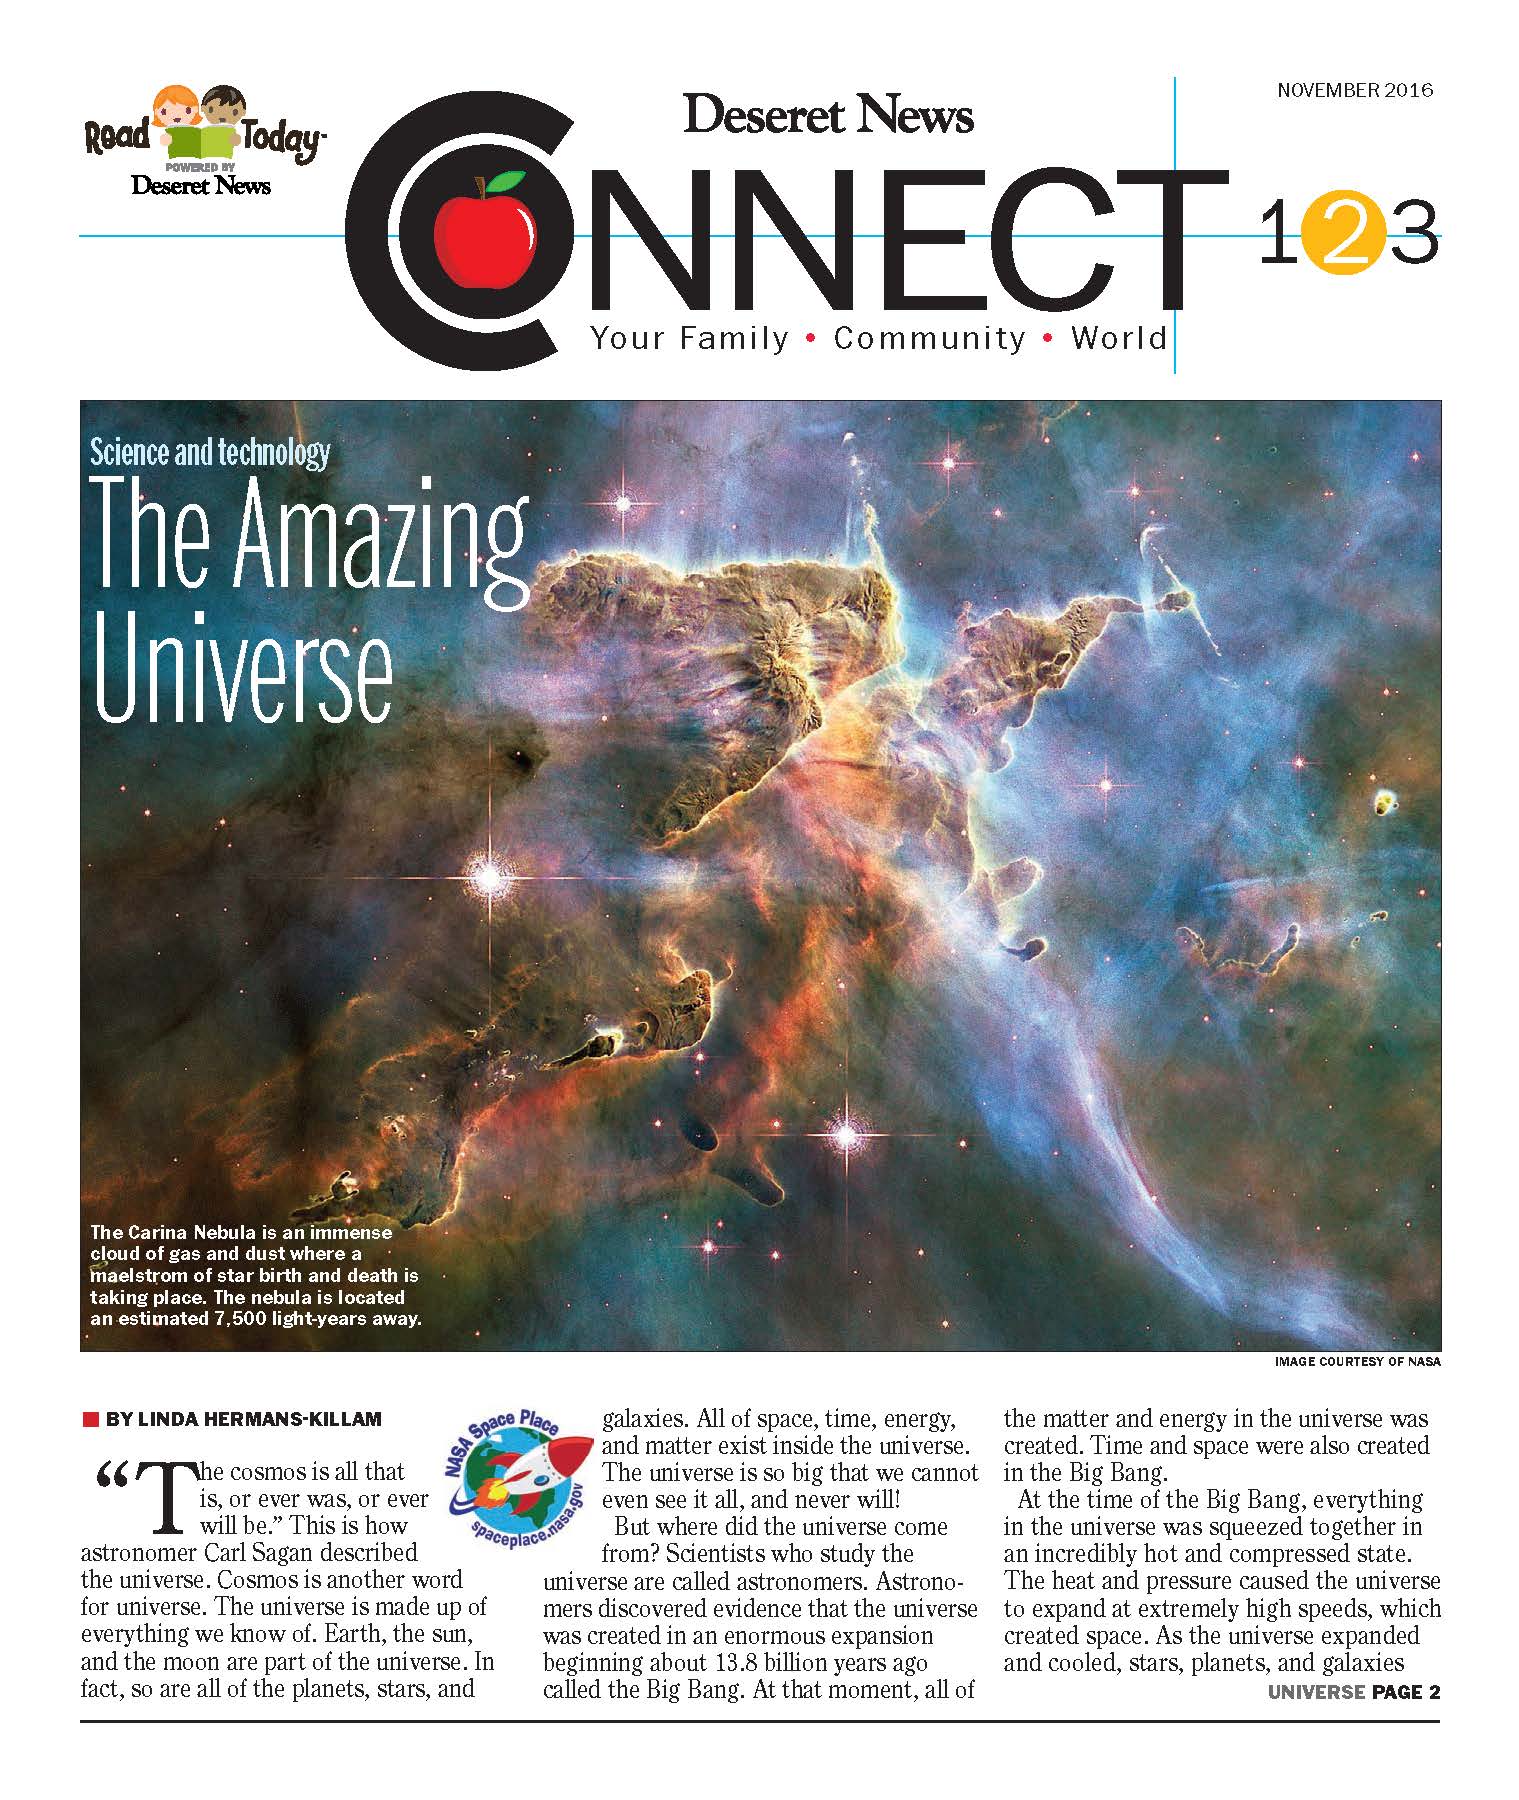 Read Today
POWERED BY
Deseret News
Deseret News
CONNECT
1 2 3
Your Family • Community • World
NOVEMBER 2016
Science and technology
The Amazing
Universe
The Carina Nebula is an immense
cloud of gas and dust where a
maelstrom of star birth and death is
taking place. The nebula is located
an estimated 7,500 light-years away.
IMAGE COURTESY OF NASA
BY LINDA HERMANS-KILLAM
“The cosmos is all that
is, or ever was, or ever
will be.” This is how
astronomer Carl Sagan described
the universe. Cosmos is another word
for universe. The universe is made up of
everything we know of. Earth, the sun,
and the moon are part of the universe. In
fact, so are all of the planets, stars, and
NASA Space Place
spaceplace.nasa.gov
galaxies. All of space, time, energy,
and matter exist inside the universe.
The universe is so big that we cannot
even see it all, and never will!
But where did the universe come
from? Scientists who study the
universe are called astronomers. Astrono-
mers discovered evidence that the universe
was created in an enormous expansion
beginning about 13.8 billion years ago
called the Big Bang. At that moment, all of
the matter and energy in the universe was
created. Time and space were also created
in the Big Bang.
At the time of the Big Bang, everything
in the universe was squeezed together in
an incredibly hot and compressed state.
The heat and pressure caused the universe
to expand at extremely high speeds, which
created space. As the universe expanded
and cooled, stars, planets, and galaxies
UNIVERSE PAGE 2